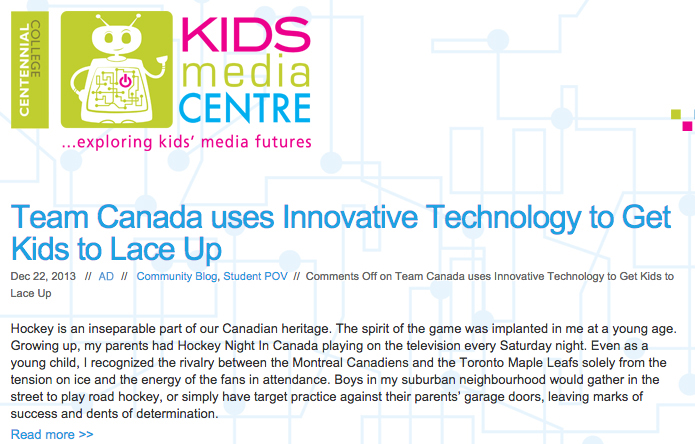 CENTENNIAL
COLLEGE
KIDS
media
CENTRE
...exploring kids' media futures
Team Canada uses Innovative Technology to Get
Kids to Lace Up
Dec 22, 2013 // AD // Community Blog, Student POV // Comments Off on Team Canada uses Innovative Technology to Get Kids to
Lace Up
Hockey is an inseparable part of our Canadian heritage. The spirit of the game was implanted in me at a young age.
Growing up, my parents had Hockey Night In Canada playing on the television every Saturday night. Even as a
young child, I recognized the rivalry between the Montreal Canadiens and the Toronto Maple Leafs solely from the
tension on ice and the energy of the fans in attendance. Boys in my suburban neighbourhood would gather in the
street to play road hockey, or simply have target practice against their parents' garage doors, leaving marks of
success and dents of determination.
Read more >>